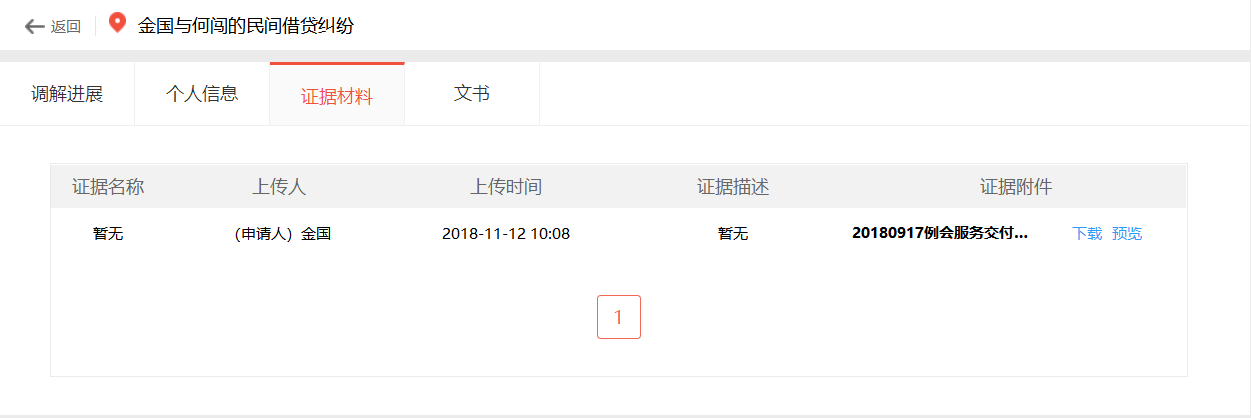 返回 金国与何闯的民间借贷纠纷
调解进展 个人信息 证据材料 文书
证据名称 上传人 上传时间 证据描述 证据附件
暂无 （申请人）金国 2018-11-12 10:08 暂无 20180917例会服务交付... 下载 预览
1